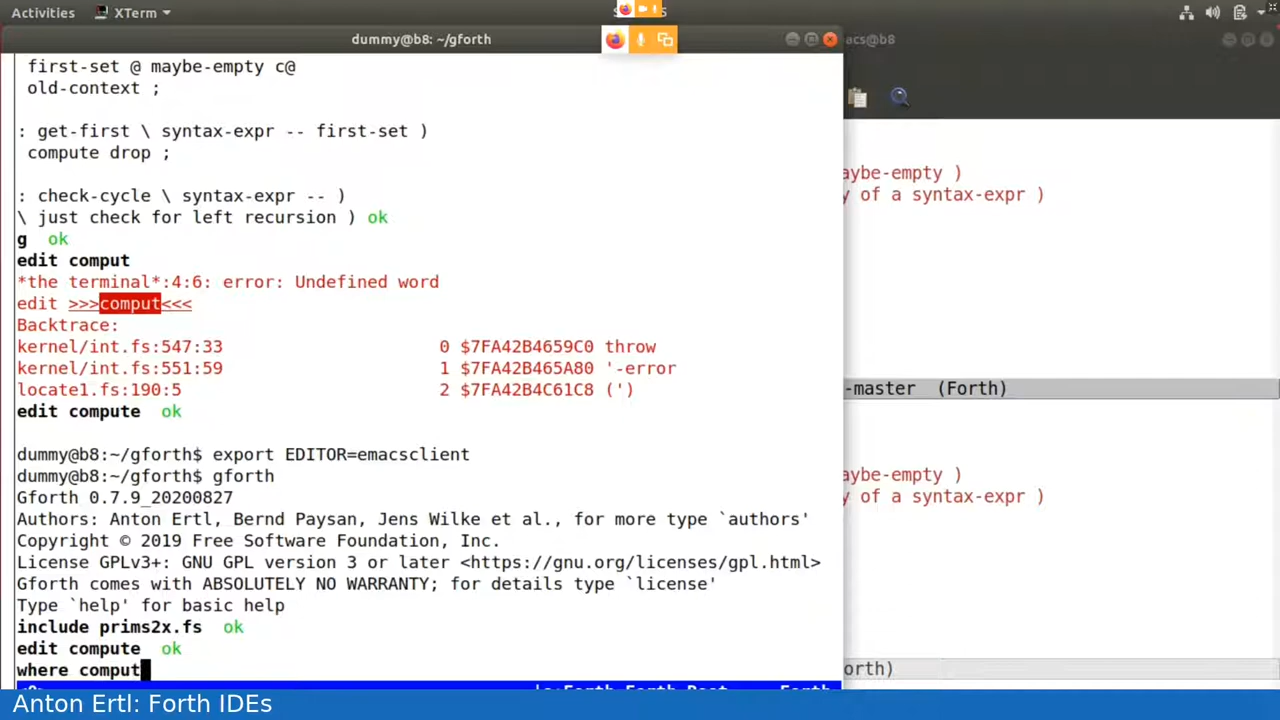 Activities XTerm
dummy@b8: ~/gforth
acs@b8
first-set @ maybe-empty c@
old-context ;
: get-first \ syntax-expr -- first-set )
compute drop ;
: check-cycle \ syntax-expr -- )
\ just check for left recursion ) ok
g ok
edit comput
*the terminal*:4:6: error: Undefined word
edit >>>comput<<<
Backtrace:
kernel/int.fs:547:33 0 $7FA42B4659C0 throw
kernel/int.fs:551:59 1 $7FA42B465A80 '-error
locate1.fs:190:5 2 $7FA42B4C61C8 (')
edit compute ok
dummy@b8:~/gforth$ export EDITOR=emacsclient
dummy@b8:~/gforth$ gforth
Gforth 0.7.9_20200827
Authors: Anton Ertl, Bernd Paysan, Jens Wilke et al., for more type `authors'
Copyright © 2019 Free Software Foundation, Inc.
License GPLv3+: GNU GPL version 3 or later <https://gnu.org/licenses/gpl.html>
Gforth comes with ABSOLUTELY NO WARRANTY; for details type `license'
Type `help' for basic help
include prims2x.fs ok
edit compute ok
where comput
aybe-empty )
y of a syntax-expr )
-master (Forth)
aybe-empty )
y of a syntax-expr )
orth)
Anton Ertl: Forth IDEs